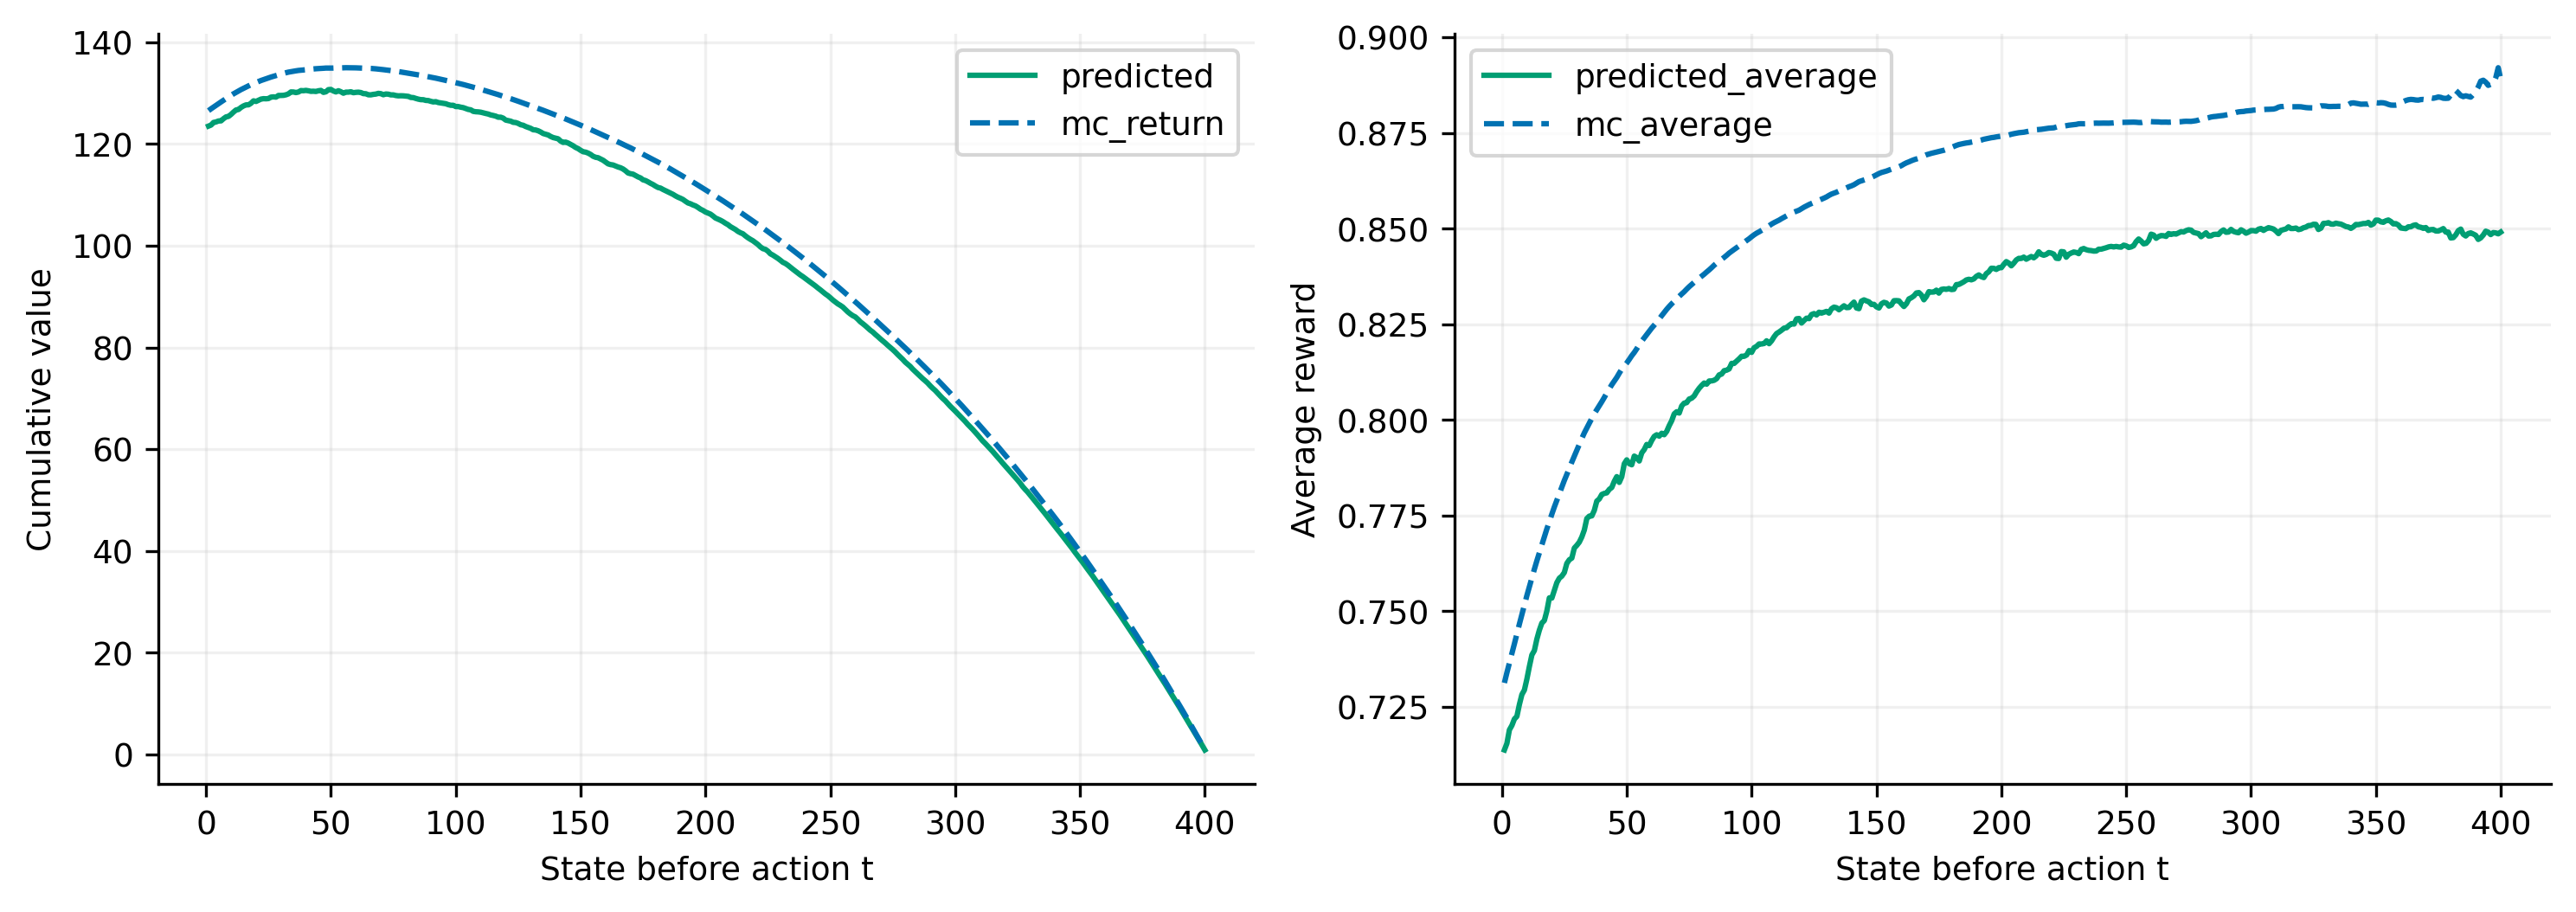 140
120
100
80
60
40
20
0
Cumulative value
predicted
mc_return
0 50 100 150 200 250 300 350 400
State before action t
0.900
0.875
0.850
0.825
0.800
0.775
0.750
0.725
Average reward
predicted_average
mc_average
0 50 100 150 200 250 300 350 400
State before action t